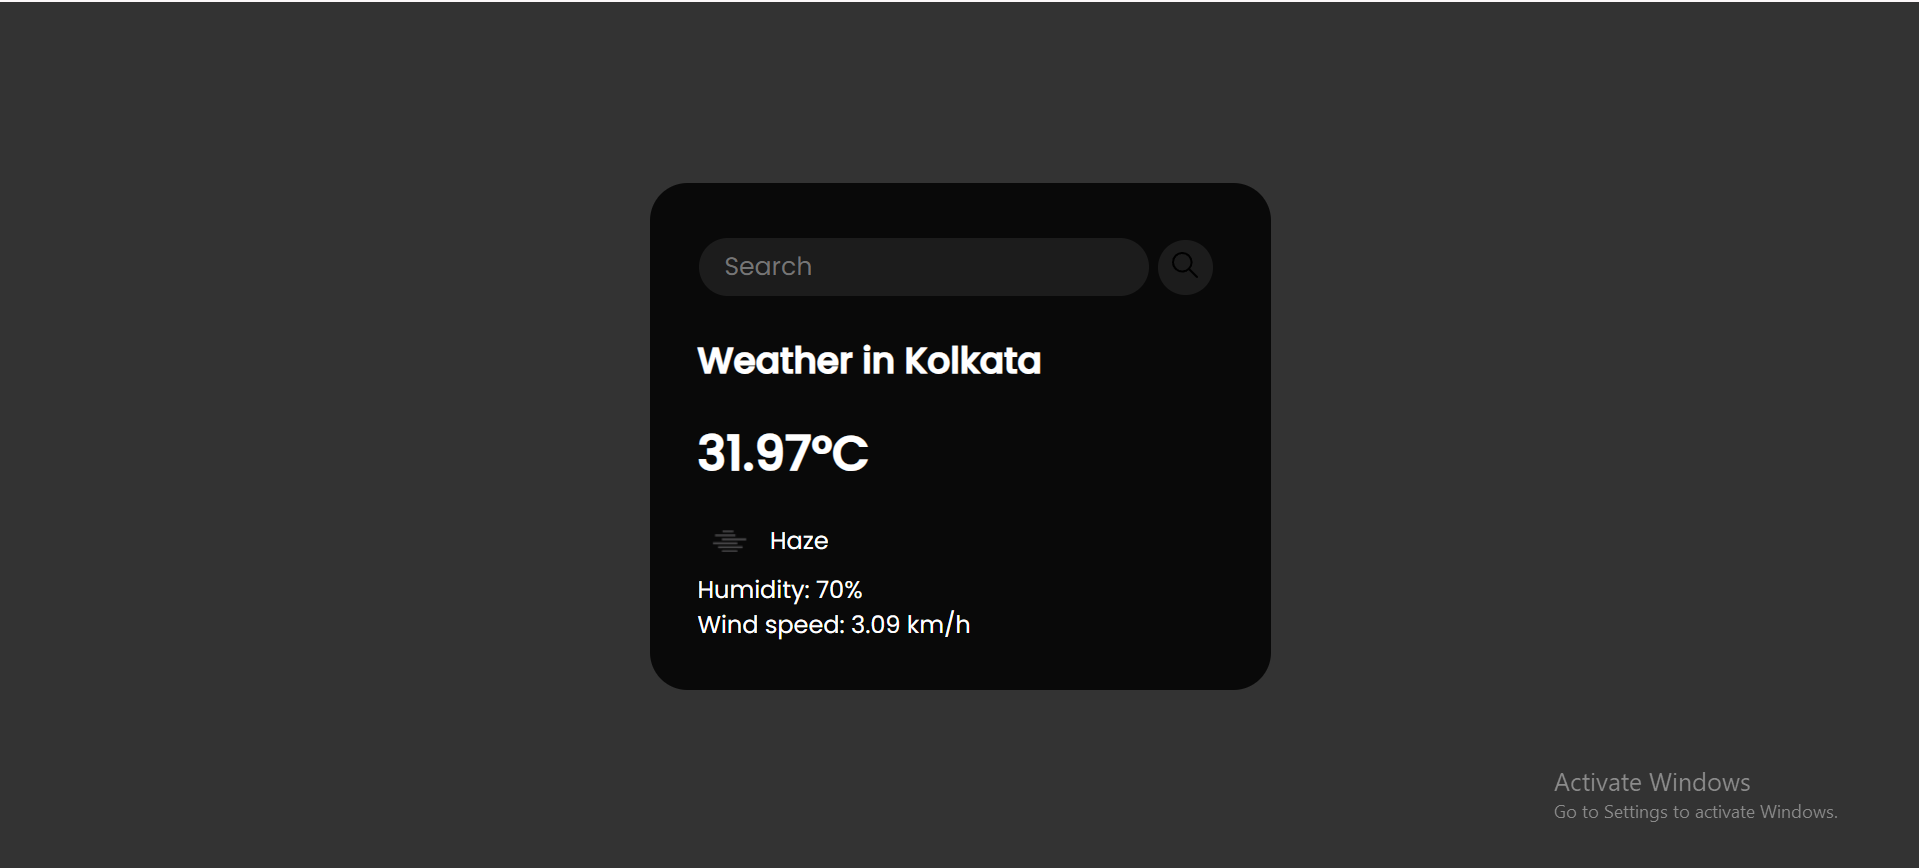 Search
Weather in Kolkata
31.97°C
Haze
Humidity: 70%
Wind speed: 3.09 km/h
Activate Windows
Go to Settings to activate Windows.